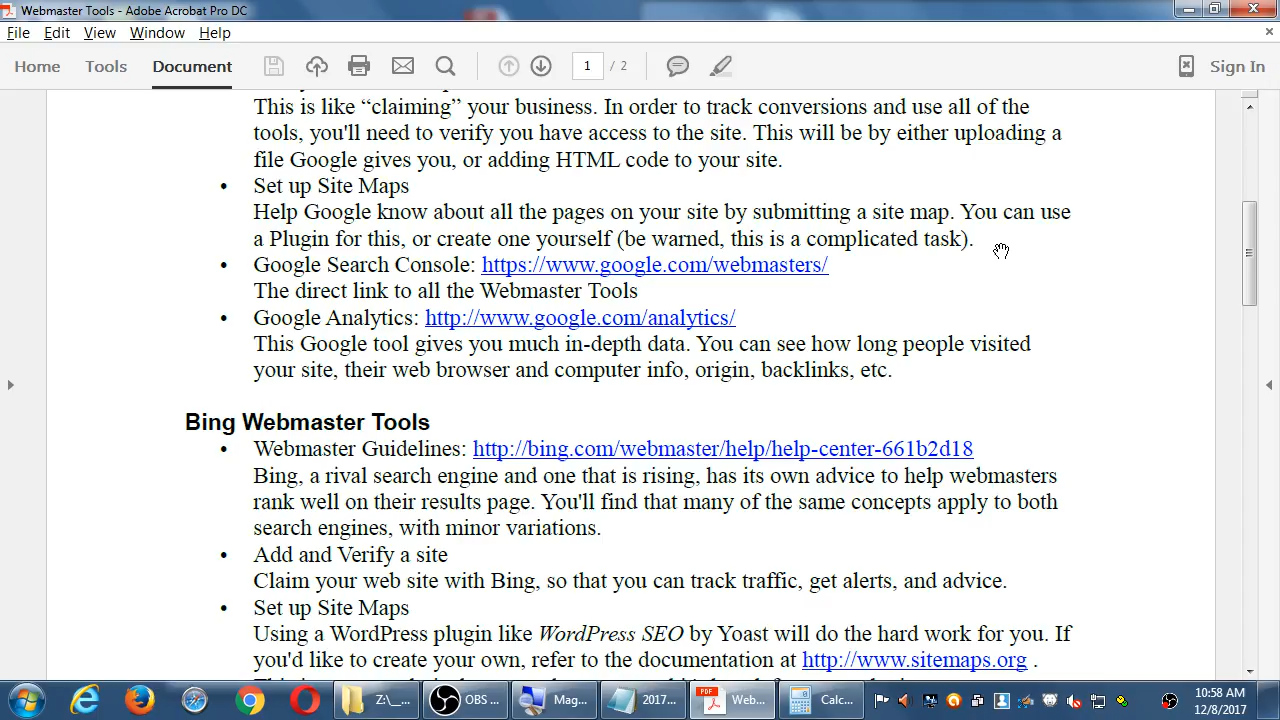 Webmaster Tools - Adobe Acrobat Pro DC
File Edit View Window Help
Home Tools Document 1 / 2 Sign In
This is like “claiming” your business. In order to track conversions and use all of the
tools, you'll need to verify you have access to the site. This will be by either uploading a
file Google gives you, or adding HTML code to your site.
• Set up Site Maps
Help Google know about all the pages on your site by submitting a site map. You can use
a Plugin for this, or create one yourself (be warned, this is a complicated task).
• Google Search Console: https://www.google.com/webmasters/
The direct link to all the Webmaster Tools
• Google Analytics: http://www.google.com/analytics/
This Google tool gives you much in-depth data. You can see how long people visited
your site, their web browser and computer info, origin, backlinks, etc.
Bing Webmaster Tools
• Webmaster Guidelines: http://bing.com/webmaster/help/help-center-661b2d18
Bing, a rival search engine and one that is rising, has its own advice to help webmasters
rank well on their results page. You'll find that many of the same concepts apply to both
search engines, with minor variations.
• Add and Verify a site
Claim your web site with Bing, so that you can track traffic, get alerts, and advice.
• Set up Site Maps
Using a WordPress plugin like WordPress SEO by Yoast will do the hard work for you. If
you'd like to create your own, refer to the documentation at http://www.sitemaps.org .
Z:\_... OBS ... Mag... 2017... Web... Calc... 10:58 AM
12/8/2017